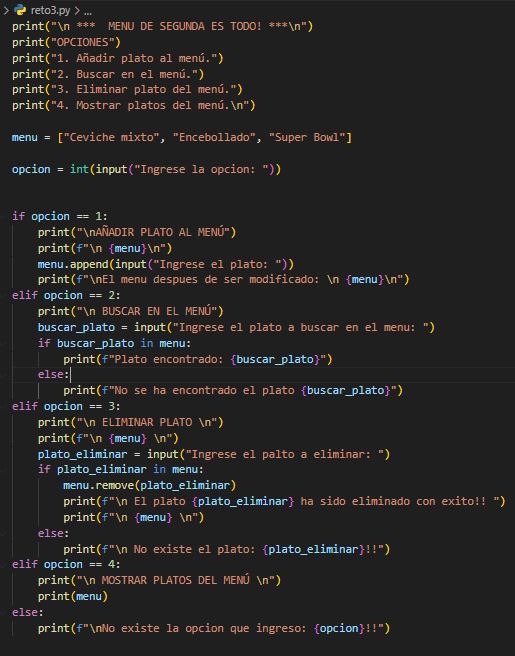 reto3.py > ...
print("\n ***  MENU DE SEGUNDA ES TODO! ***\n")
print("OPCIONES")
print("1. Añadir plato al menú.")
print("2. Buscar en el menú.")
print("3. Eliminar plato del menú.")
print("4. Mostrar platos del menú.\n")
menu = ["Ceviche mixto", "Encebollado", "Super Bowl"]
opcion = int(input("Ingrese la opcion: "))
if opcion == 1:
    print("\nAÑADIR PLATO AL MENÚ")
    print(f"\n {menu}\n")
    menu.append(input("Ingrese el plato: "))
    print(f"\nEl menu despues de ser modificado: \n {menu}\n")
elif opcion == 2:
    print("\n BUSCAR EN EL MENÚ")
    buscar_plato = input("Ingrese el plato a buscar en el menu: ")
    if buscar_plato in menu:
        print(f"Plato encontrado: {buscar_plato}")
    else:
        print(f"No se ha encontrado el plato {buscar_plato}")
elif opcion == 3:
    print("\n ELIMINAR PLATO \n")
    print(f"\n {menu} \n")
    plato_eliminar = input("Ingrese el palto a eliminar: ")
    if plato_eliminar in menu:
        menu.remove(plato_eliminar)
        print(f"\n El plato {plato_eliminar} ha sido eliminado con exito!! ")
        print(f"\n {menu} \n")
    else:
        print(f"\n No existe el plato: {plato_eliminar}!!")
elif opcion == 4:
    print("\n MOSTRAR PLATOS DEL MENÚ \n")
    print(menu)
else:
    print(f"\nNo existe la opcion que ingreso: {opcion}!!")